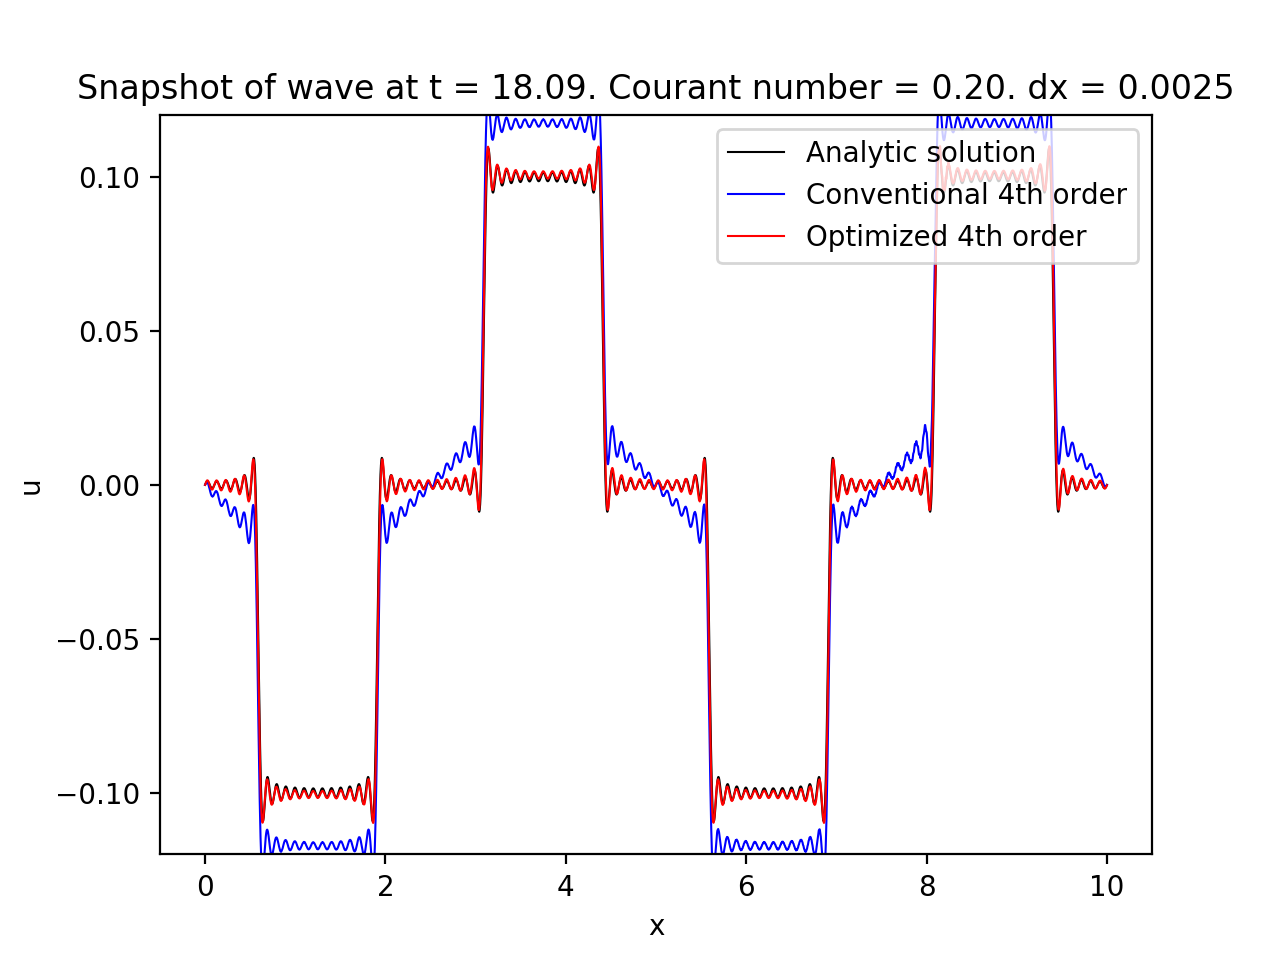 Snapshot of wave at t = 18.09. Courant number = 0.20. dx = 0.0025
Analytic solution
Conventional 4th order
Optimized 4th order
0.10
0.05
0.00
−0.05
−0.10
u
0 2 4 6 8 10
x